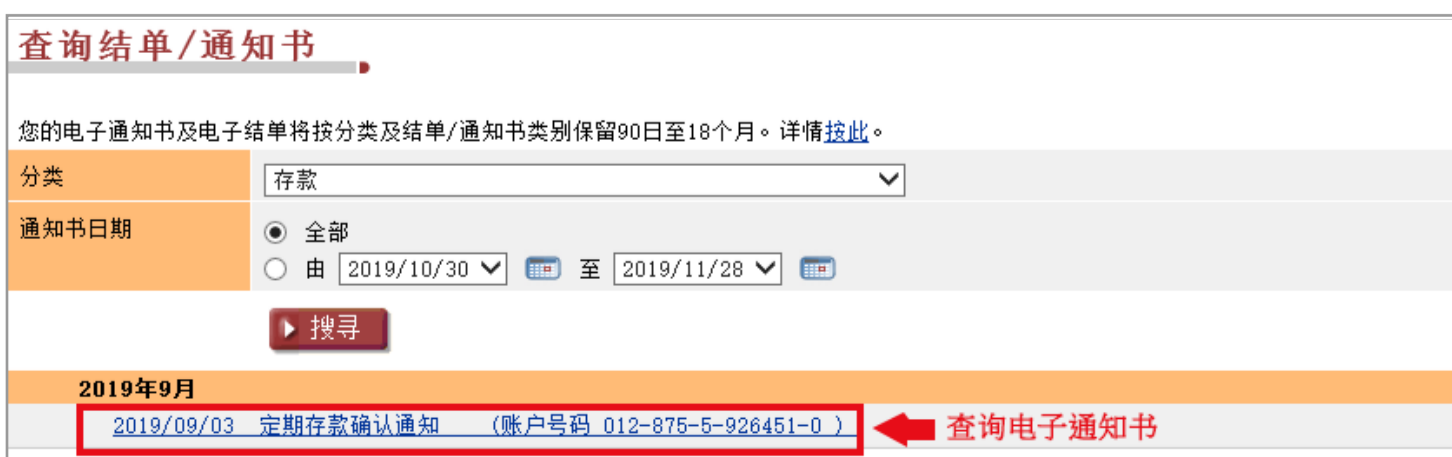 查询结单/通知书
您的电子通知书及电子结单将按分类及结单/通知书类别保留90日至18个月。详情按此。
分类 存款
通知书日期 全部
由 2019/10/30 至 2019/11/28
搜寻
2019年9月
2019/09/03 定期存款确认通知 (账户号码 012-875-5-926451-0 ) 查询电子通知书